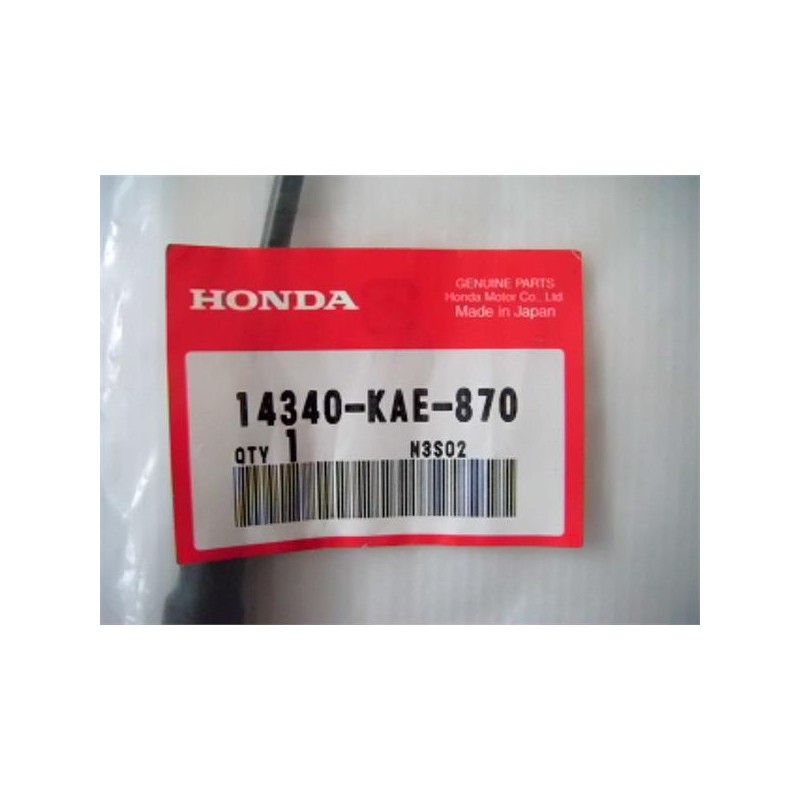 HONDA
GENUINE PARTS
Honda Motor Co., Ltd
Made in Japan
14340-KAE-870
QTY 1 N3S02